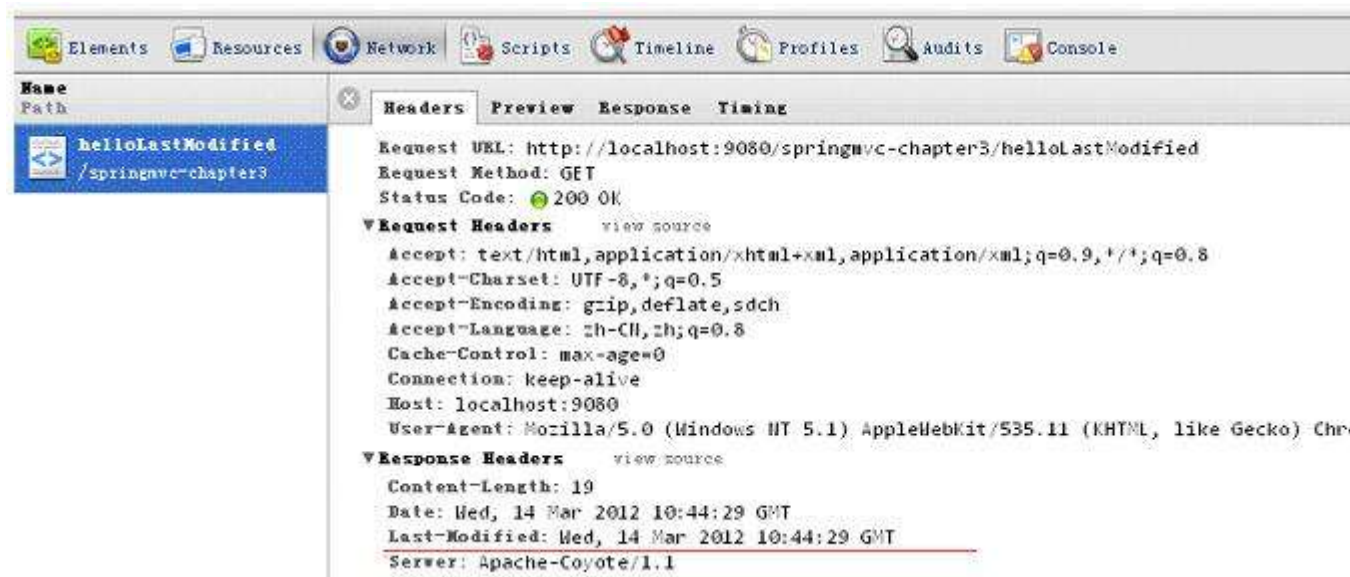 Elements Resources Network Scripts Timeline Profiles Audits Console
Name
Path
helloLastModified
/springmvc-chapter3
Headers Preview Response Timing
Request URL: http://localhost:9080/springmvc-chapter3/helloLastModified
Request Method: GET
Status Code: 200 OK
▼Request Headers view source
Accept: text/html,application/xhtml+xml,application/xml;q=0.9,*/*;q=0.8
Accept-Charset: UTF-8,*;q=0.5
Accept-Encoding: gzip,deflate,sdch
Accept-Language: zh-CN,zh;q=0.8
Cache-Control: max-age=0
Connection: keep-alive
Host: localhost:9080
User-Agent: Mozilla/5.0 (Windows NT 5.1) AppleWebKit/535.11 (KHTML, like Gecko) Chr
▼Response Headers view source
Content-Length: 19
Date: Wed, 14 Mar 2012 10:44:29 GMT
Last-Modified: Wed, 14 Mar 2012 10:44:29 GMT
Server: Apache-Coyote/1.1